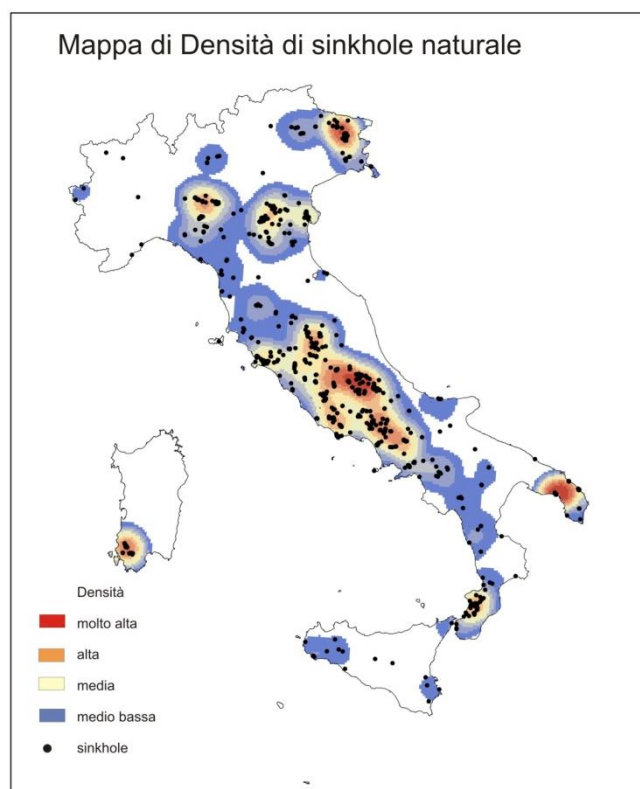 Mappa di Densità di sinkhole naturale
Densità
molto alta
alta
media
medio bassa
sinkhole